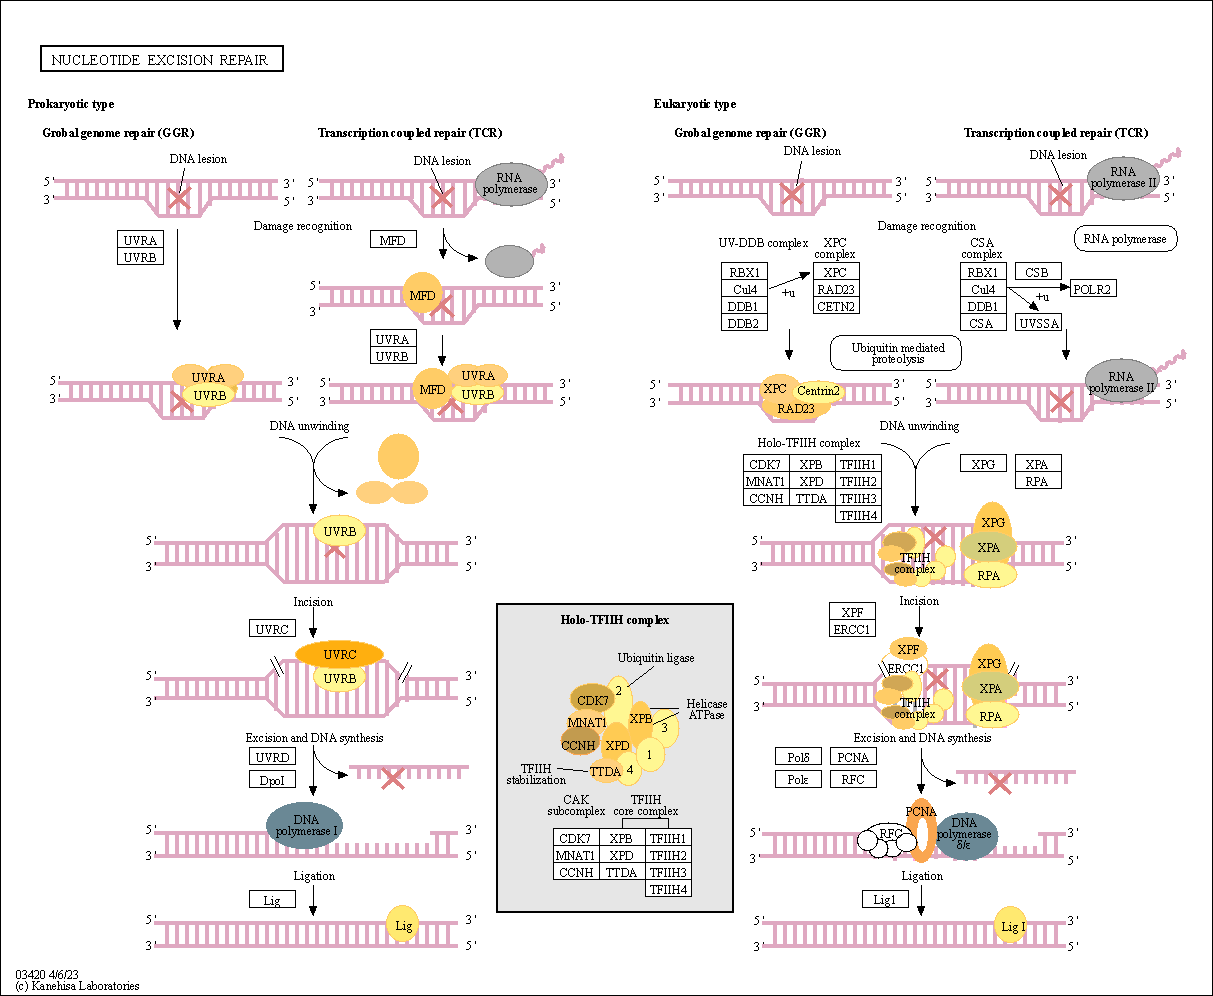 NUCLEOTIDE EXCISION REPAIR
Prokaryotic type
Eukaryotic type
Grobal genome repair (GGR)
Transcription coupled repair (TCR)
Grobal genome repair (GGR)
Transcription coupled repair (TCR)
DNA lesion
DNA lesion
DNA lesion
DNA lesion
RNA
polymerase
RNA
polymerase II
5'
3'
3'
5'
3'
5'
5'
3'
3'
5'
5'
3'
3'
5'
Damage recognition
Damage recognition
UVRA
UVRB
MFD
RNA polymerase
UV-DDB complex
XPC
complex
CSA
complex
RBX1
Cul4
DDB1
DDB2
+u
XPC
RAD23
CETN2
RBX1
Cul4
DDB1
CSA
CSB
+u
POLR2
UVSSA
5'
3'
MFD
3'
5'
UVRA
UVRB
Ubiquitin mediated
proteolysis
5'
3'
UVRA
UVRB
3'
5'
5'
3'
MFD
UVRA
UVRB
3'
5'
5'
3'
XPC
Centrin2
RAD23
3'
5'
5'
3'
RNA
polymerase II
3'
5'
DNA unwinding
DNA unwinding
Holo-TFIIH complex
CDK7 XPB TFIIH1
MNAT1 XPD TFIIH2
CCNH TTDA TFIIH3
TFIIH4
XPG
XPA
RPA
5'
3'
UVRB
3'
5'
5'
3'
TFIIH
complex
XPG
XPA
RPA
3'
5'
Incision
Incision
UVRC
XPF
ERCC1
5'
3'
UVRC
UVRB
3'
5'
5'
3'
XPF
ERCC1
TFIIH
complex
XPG
XPA
RPA
3'
5'
Holo-TFIIH complex
Ubiquitin ligase
2
CDK7
MNAT1
CCNH
XPB
Helicase
ATPase
3
XPD
1
TTDA
4
TFIIH
stabilization
CAK
subcomplex
TFIIH
core complex
CDK7 XPB TFIIH1
MNAT1 XPD TFIIH2
CCNH TTDA TFIIH3
TFIIH4
Excision and DNA synthesis
Excision and DNA synthesis
UVRD
DpoI
Polδ
PCNA
Polε
RFC
5'
3'
DNA
polymerase I
3'
5'
5'
3'
RFC
PCNA
DNA
polymerase
δ/ε
3'
5'
Ligation
Ligation
Lig
Lig1
5'
3'
Lig
3'
5'
5'
3'
Lig I
3'
5'
03420 4/6/23
(c) Kanehisa Laboratories